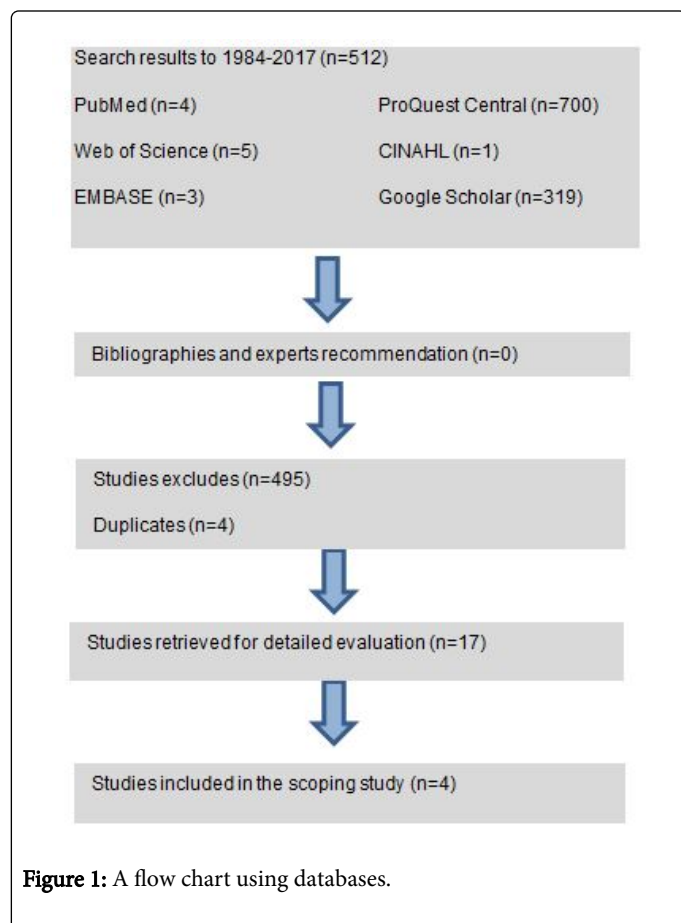 Search results to 1984-2017 (n=512)
PubMed (n=4)
ProQuest Central (n=700)
Web of Science (n=5)
CINAHL (n=1)
EMBASE (n=3)
Google Scholar (n=319)
Bibliographies and experts recommendation (n=0)
Studies excludes (n=495)
Duplicates (n=4)
Studies retrieved for detailed evaluation (n=17)
Studies included in the scoping study (n=4)
Figure 1: A flow chart using databases.